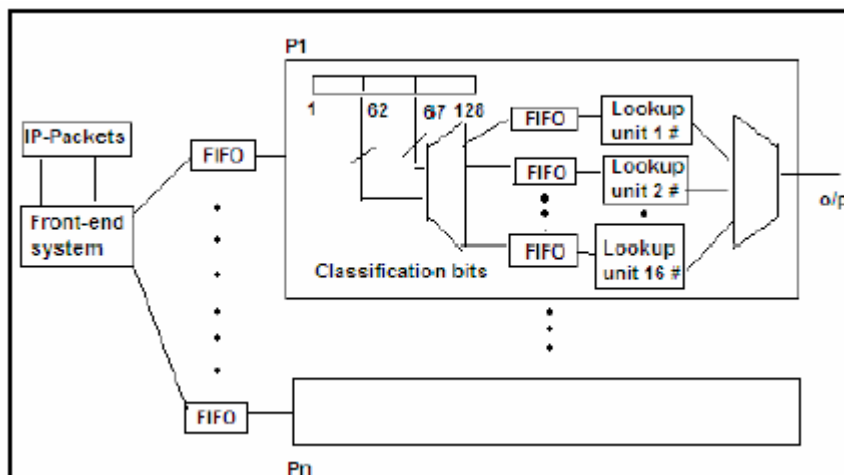 P1
1 62 67 128
IP-Packets
Front-end
system
FIFO
FIFO
Lookup
unit 1 #
FIFO
Lookup
unit 2 #
FIFO
Lookup
unit 16 #
Classification bits
o/p
FIFO
Pn